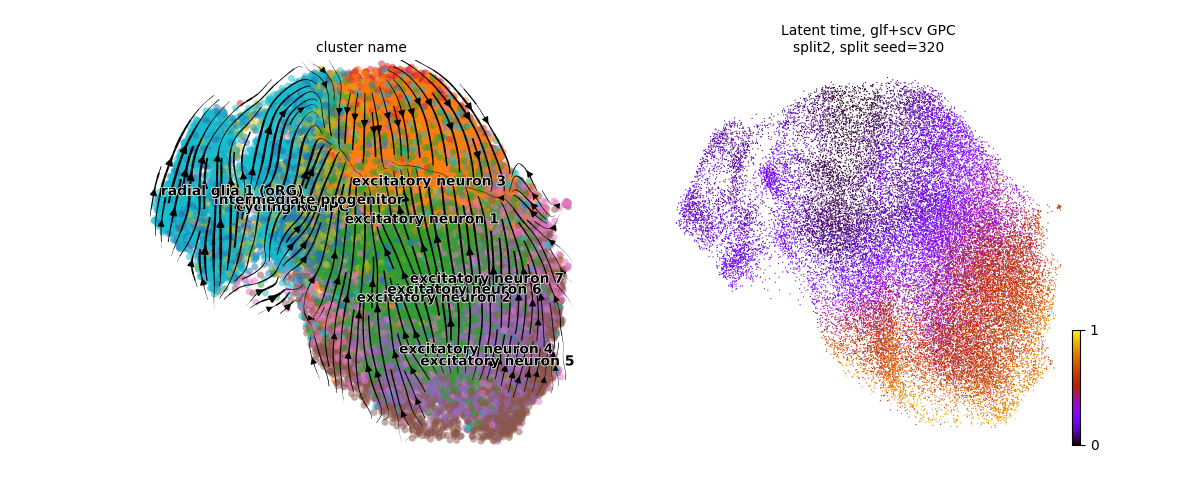 cluster name
radial glia 1 (oRG)
intermediate progenitor
cycling RG/IPC
excitatory neuron 3
excitatory neuron 1
excitatory neuron 7
excitatory neuron 6
excitatory neuron 2
excitatory neuron 4
excitatory neuron 5
Latent time, glf+scv GPC
split2, split seed=320
1
0